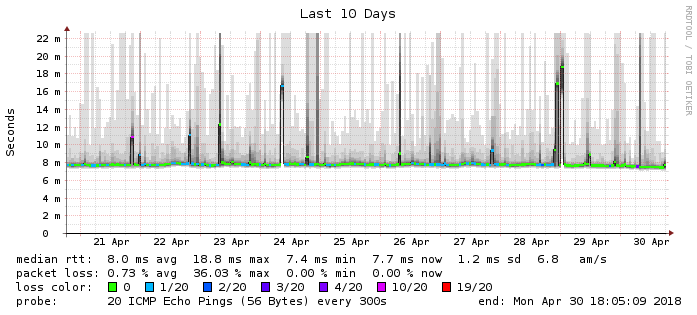 Last 10 Days
RRDTOOL / TOBI OETIKER
Seconds
22 m
20 m
18 m
16 m
14 m
12 m
10 m
8 m
6 m
4 m
2 m
0
21 Apr 22 Apr 23 Apr 24 Apr 25 Apr 26 Apr 27 Apr 28 Apr 29 Apr 30 Apr
median rtt: 8.0 ms avg 18.8 ms max 7.4 ms min 7.7 ms now 1.2 ms sd 6.8 am/s
packet loss: 0.73 % avg 36.03 % max 0.00 % min 0.00 % now
loss color: 0 1/20 2/20 3/20 4/20 10/20 19/20
probe: 20 ICMP Echo Pings (56 Bytes) every 300s end: Mon Apr 30 18:05:09 2018